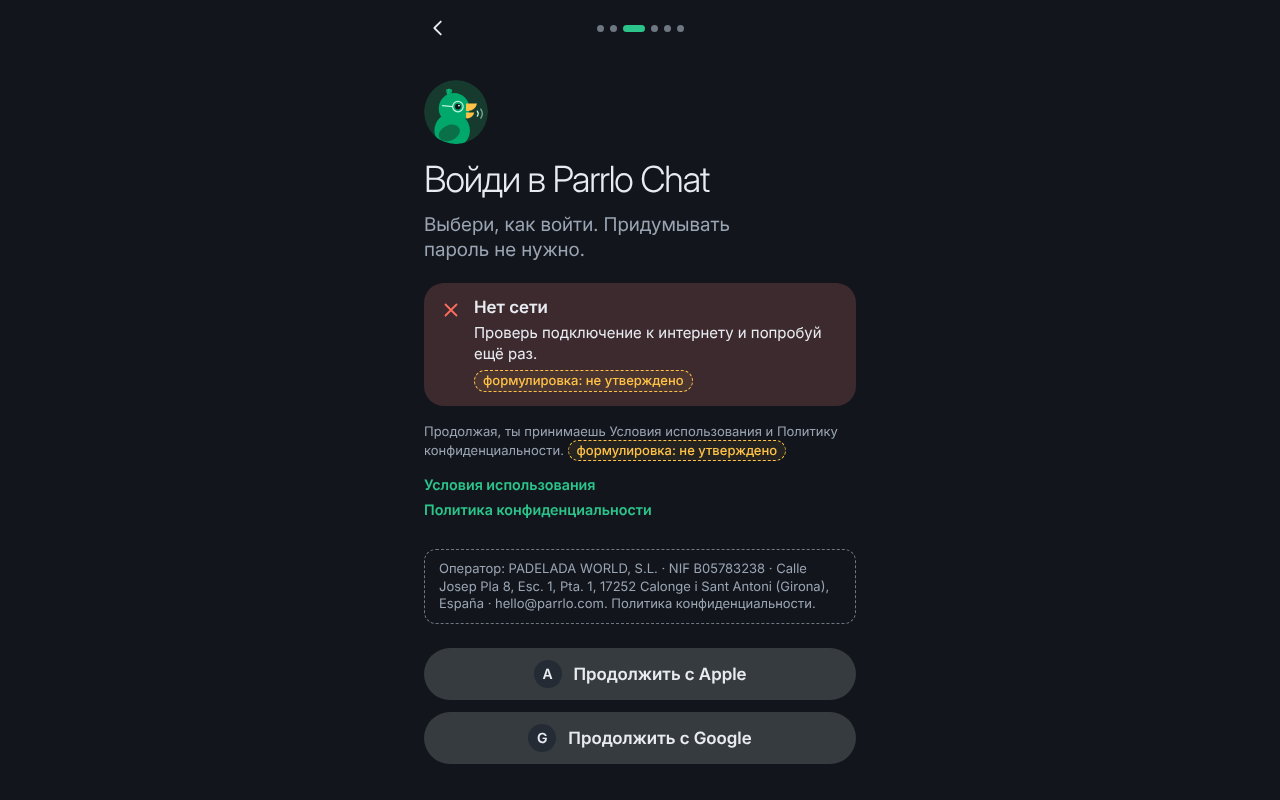 Войди в Parrlo Chat
Выбери, как войти. Придумывать
пароль не нужно.
Нет сети
Проверь подключение к интернету и попробуй
ещё раз.
формулировка: не утверждено
Продолжая, ты принимаешь Условия использования и Политику
конфиденциальности. формулировка: не утверждено
Условия использования
Политика конфиденциальности
Оператор: PADELADA WORLD, S.L. · NIF B05783238 · Calle
Josep Pla 8, Esc. 1, Pta. 1, 17252 Calonge i Sant Antoni (Girona),
España · hello@parrlo.com. Политика конфиденциальности.
A Продолжить с Apple
G Продолжить с Google